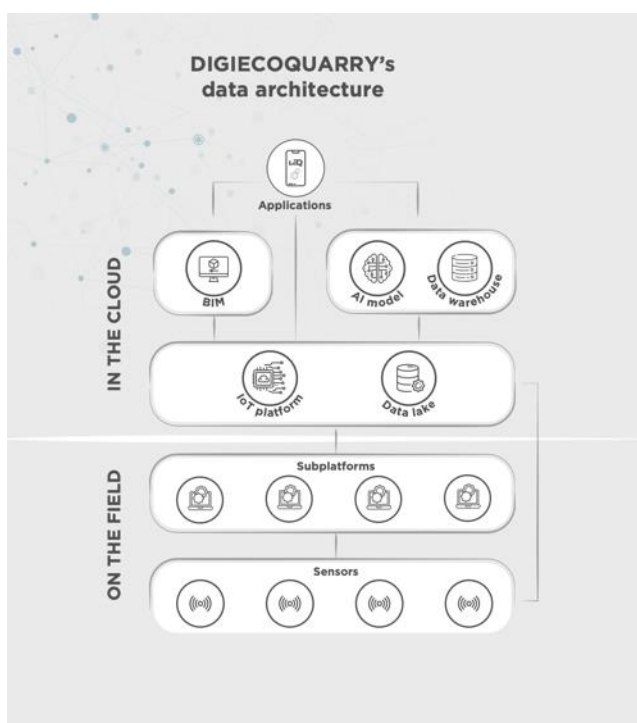 DIGIECOQUARRY's
data architecture
Applications
IN THE CLOUD
BIM
AI model
Data warehouse
IoT platform
Data lake
ON THE FIELD
Subplatforms
Sensors